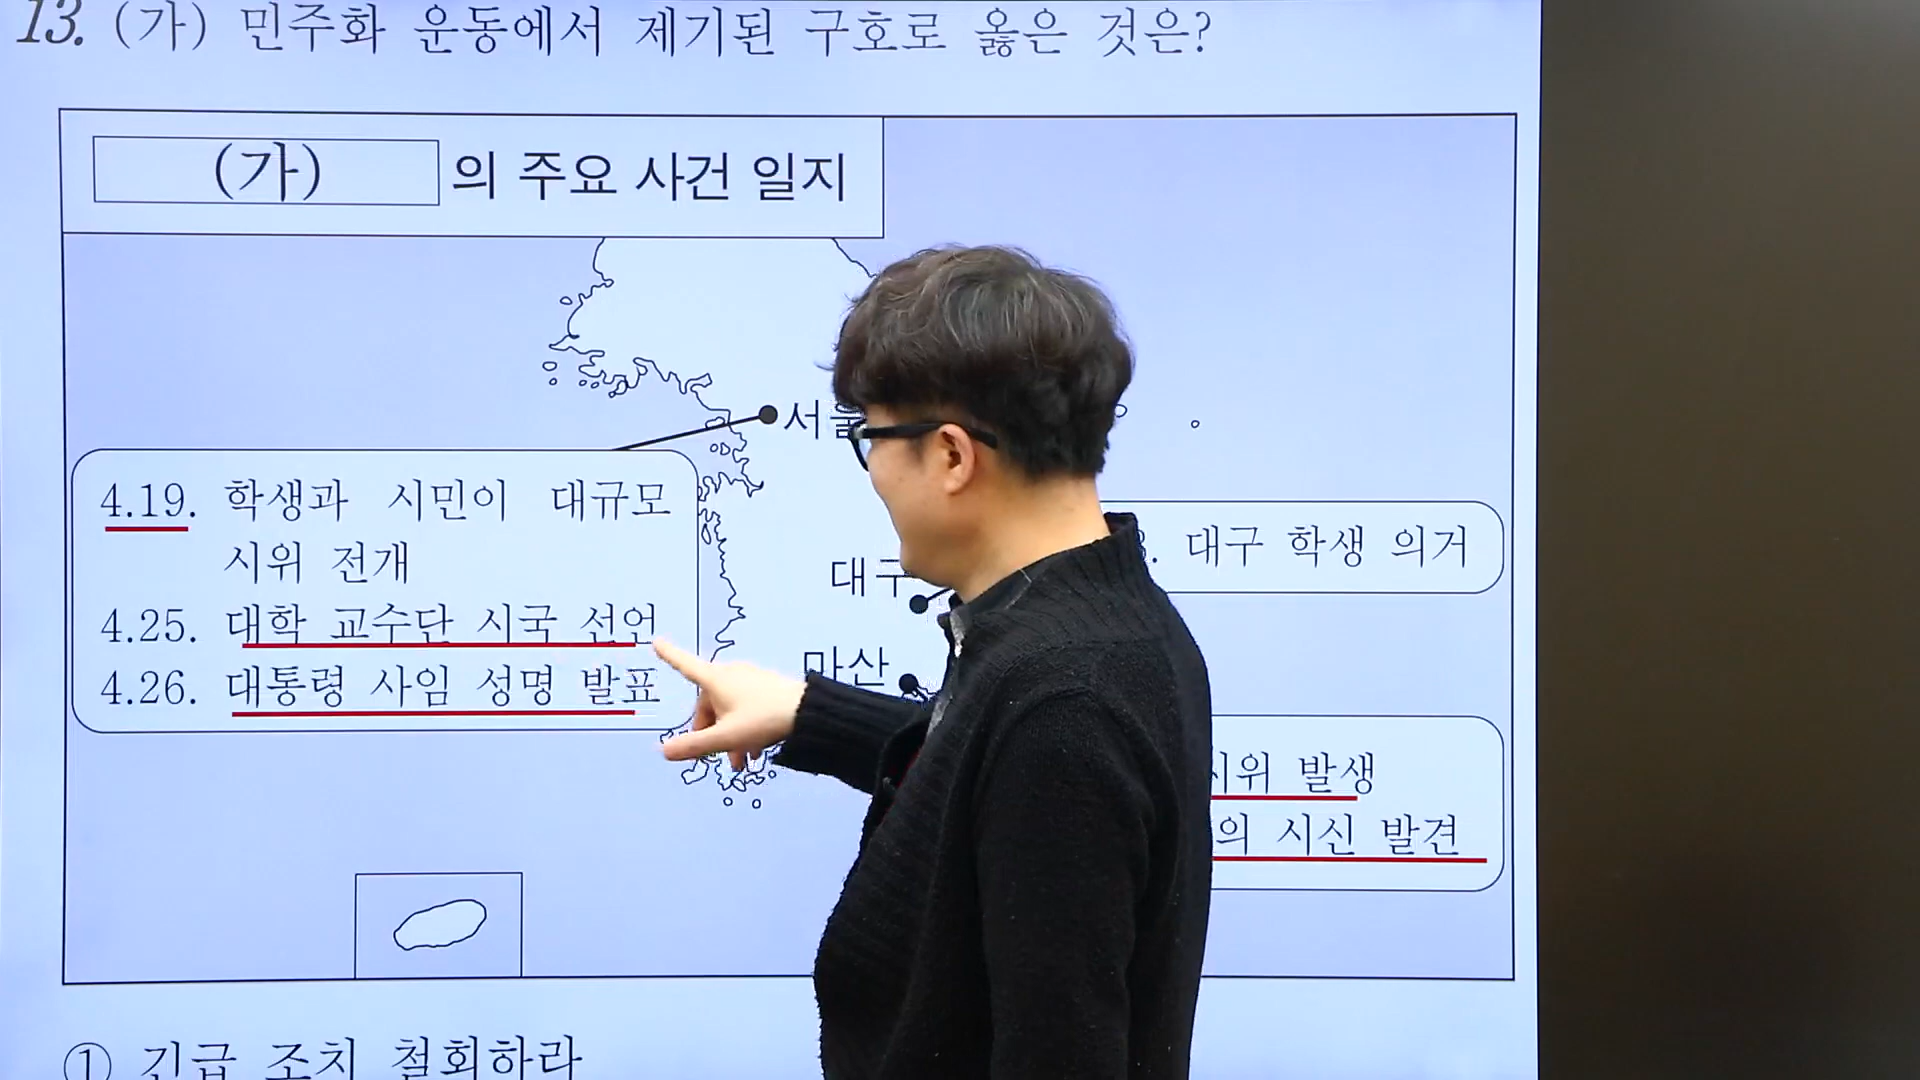 13. (가) 민주화 운동에서 제기된 구호로 옳은 것은?
(가) 의 주요 사건 일지
서울
4.19. 학생과 시민이 대규모
시위 전개
4.25. 대학 교수단 시국 선언
4.26. 대통령 사임 성명 발표
대구
대구 학생 의거
마산
시위 발생
의 시신 발견
① 긴급 조치 철회하라